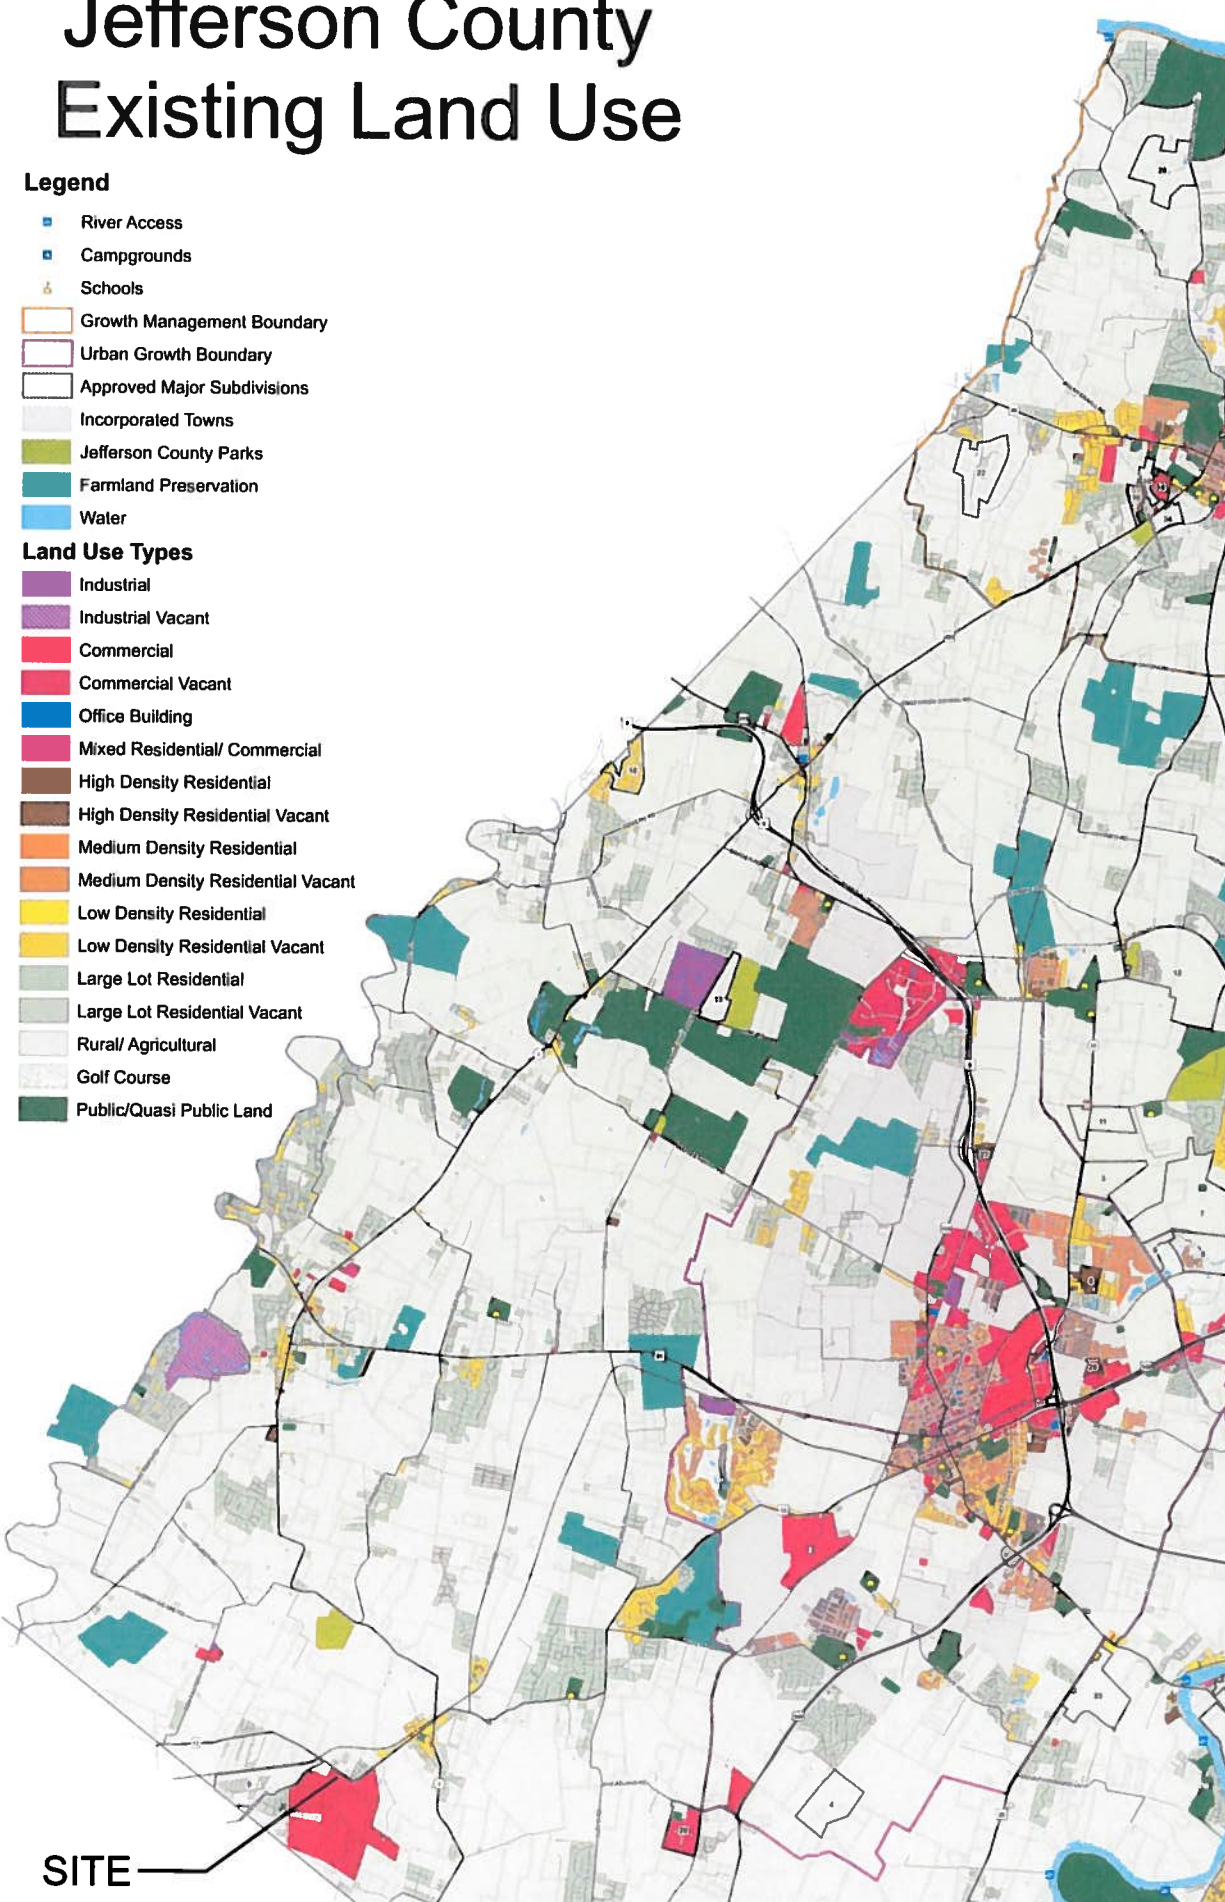 Jefferson County
Existing Land Use
Legend
River Access
Campgrounds
Schools
Growth Management Boundary
Urban Growth Boundary
Approved Major Subdivisions
Incorporated Towns
Jefferson County Parks
Farmland Preservation
Water
Land Use Types
Industrial
Industrial Vacant
Commercial
Commercial Vacant
Office Building
Mixed Residential/ Commercial
High Density Residential
High Density Residential Vacant
Medium Density Residential
Medium Density Residential Vacant
Low Density Residential
Low Density Residential Vacant
Large Lot Residential
Large Lot Residential Vacant
Rural/ Agricultural
Golf Course
Public/Quasi Public Land
SITE